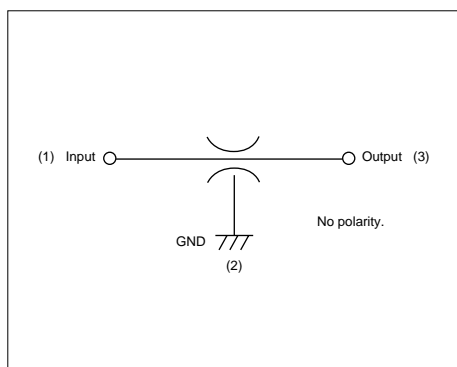 (1) Input Output (3)
No polarity.
GND
(2)